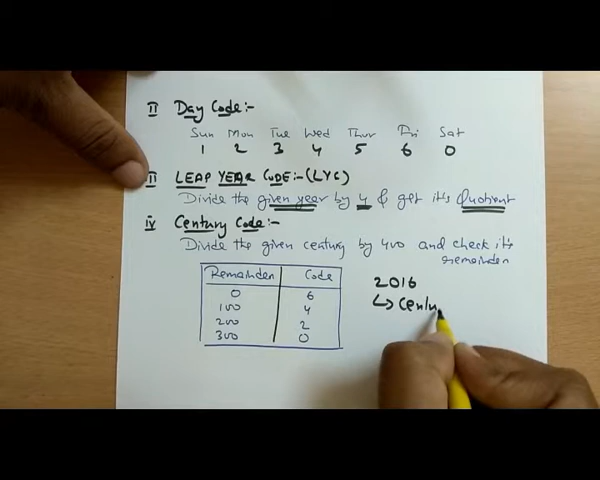 II Day Code:-
Sun Mon Tue Wed Thur Fri Sat
1 2 3 4 5 6 0
II LEAP YEAR CODE:-(LYC)
Divide the given year by 4 & get it's Quotient
iv Century Code:-
Divide the given century by 400 and check it's
remainder
Remainder Code
0 6
100 4
200 2
300 0
2016
↳ Centu